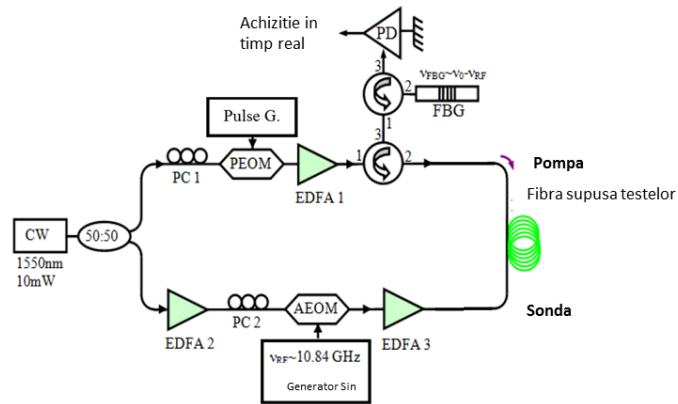 Achizitie in
timp real
PD
3
νFBG~ν0-νRF
2
FBG
1
Pulse G.
3
PC 1
PEOM
EDFA 1
1
2
Pompa
Fibra supusa testelor
CW
50:50
1550nm
10mW
EDFA 2
PC 2
AEOM
EDFA 3
Sonda
νRF~10.84 GHz
Generator Sin